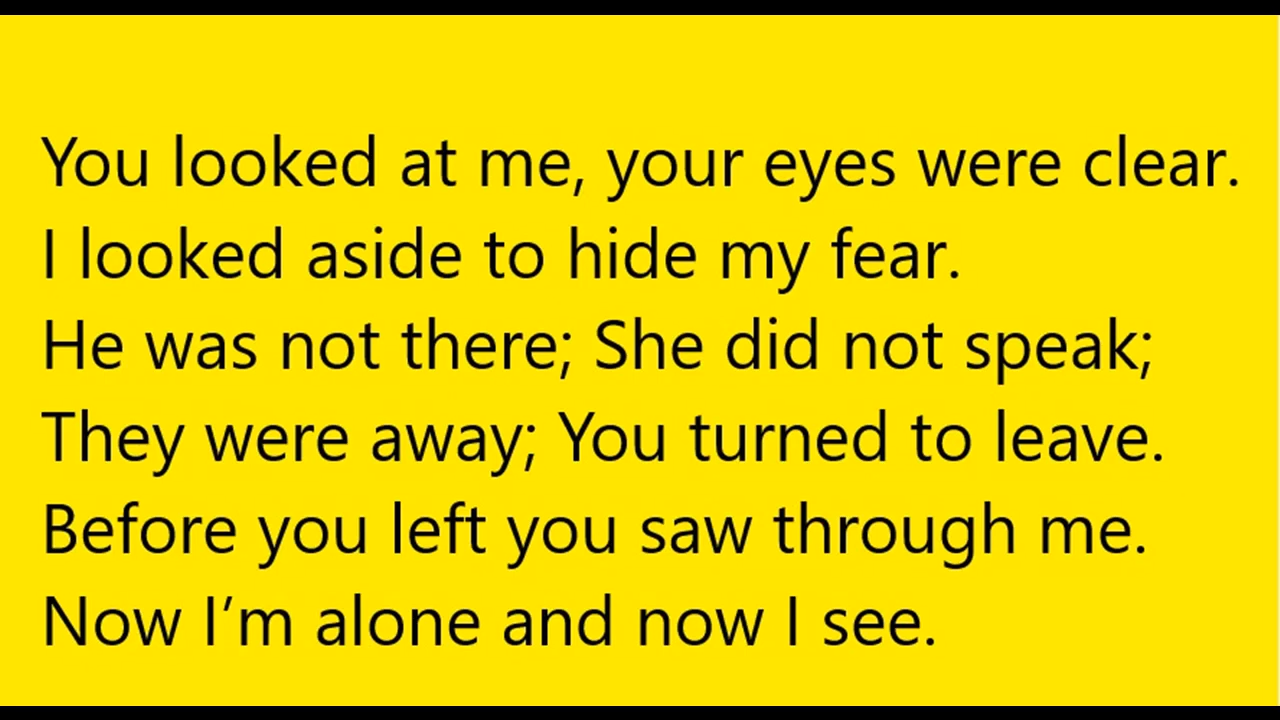 You looked at me, your eyes were clear.
I looked aside to hide my fear.
He was not there; She did not speak;
They were away; You turned to leave.
Before you left you saw through me.
Now I’m alone and now I see.